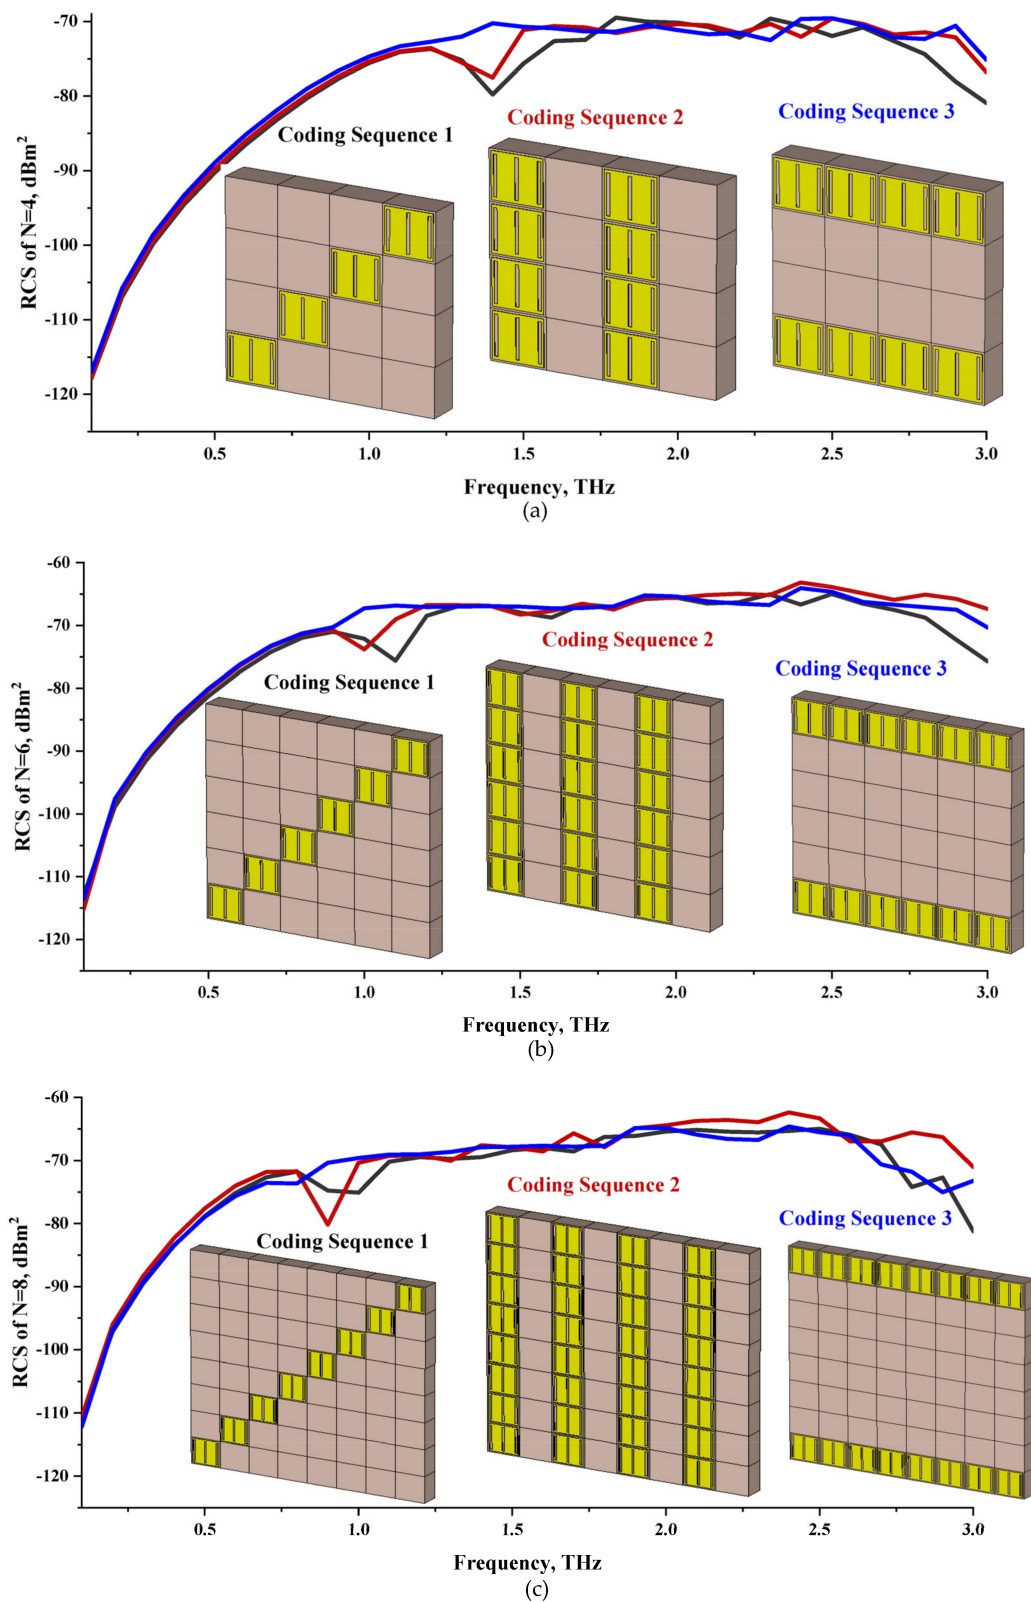 -70
-80
-90
-100
-110
-120
RCS of N=4, dBm²
Coding Sequence 1
Coding Sequence 2
Coding Sequence 3
0.5 1.0 1.5 2.0 2.5 3.0
Frequency, THz
(a)
-60
-70
-80
-90
-100
-110
-120
RCS of N=6, dBm²
Coding Sequence 1
Coding Sequence 2
Coding Sequence 3
0.5 1.0 1.5 2.0 2.5 3.0
Frequency, THz
(b)
-60
-70
-80
-90
-100
-110
-120
RCS of N=8, dBm²
Coding Sequence 1
Coding Sequence 2
Coding Sequence 3
0.5 1.0 1.5 2.0 2.5 3.0
Frequency, THz
(c)